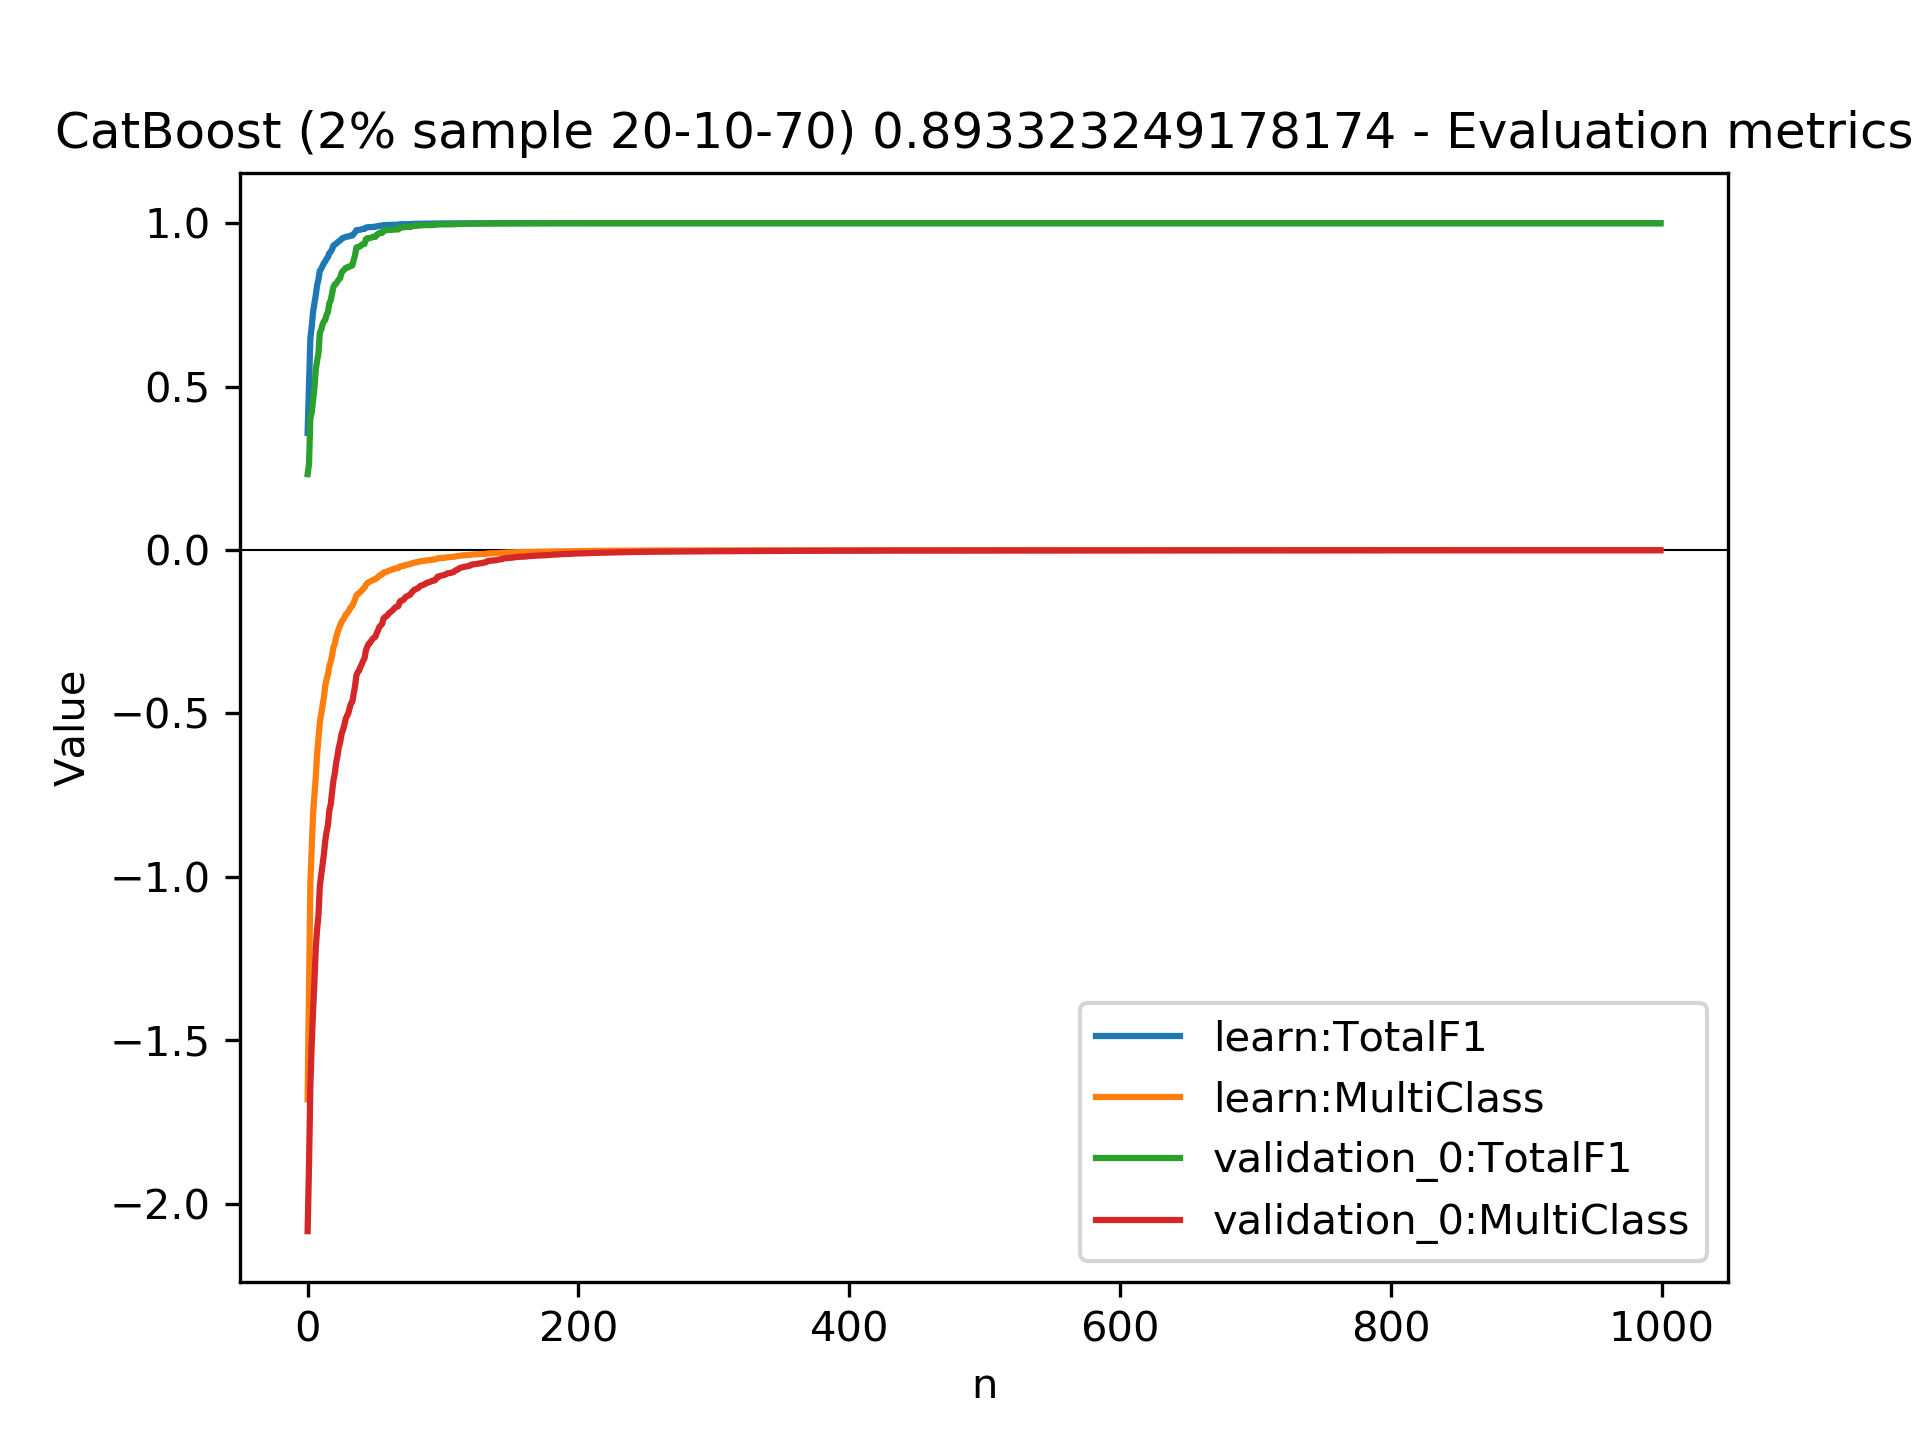 CatBoost (2% sample 20-10-70) 0.893323249178174 - Evaluation metrics
1.0
0.5
0.0
−0.5
−1.0
−1.5
−2.0
Value
learn:TotalF1
learn:MultiClass
validation_0:TotalF1
validation_0:MultiClass
0 200 400 600 800 1000
n